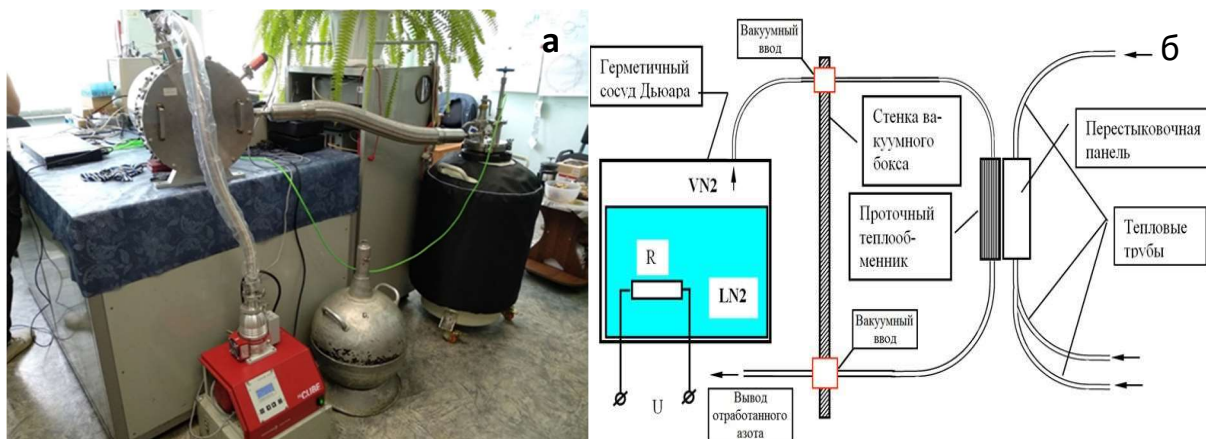 а
CUBE
б
Вакуумный
ввод
Герметичный
сосуд Дьюара
Стенка ва-
куумного
бокса
Перестыковочная
панель
VN2
Проточный
теплооб-
менник
Тепловые
трубы
R
LN2
Вакуумный
ввод
U
Вывод
отработанного
азота